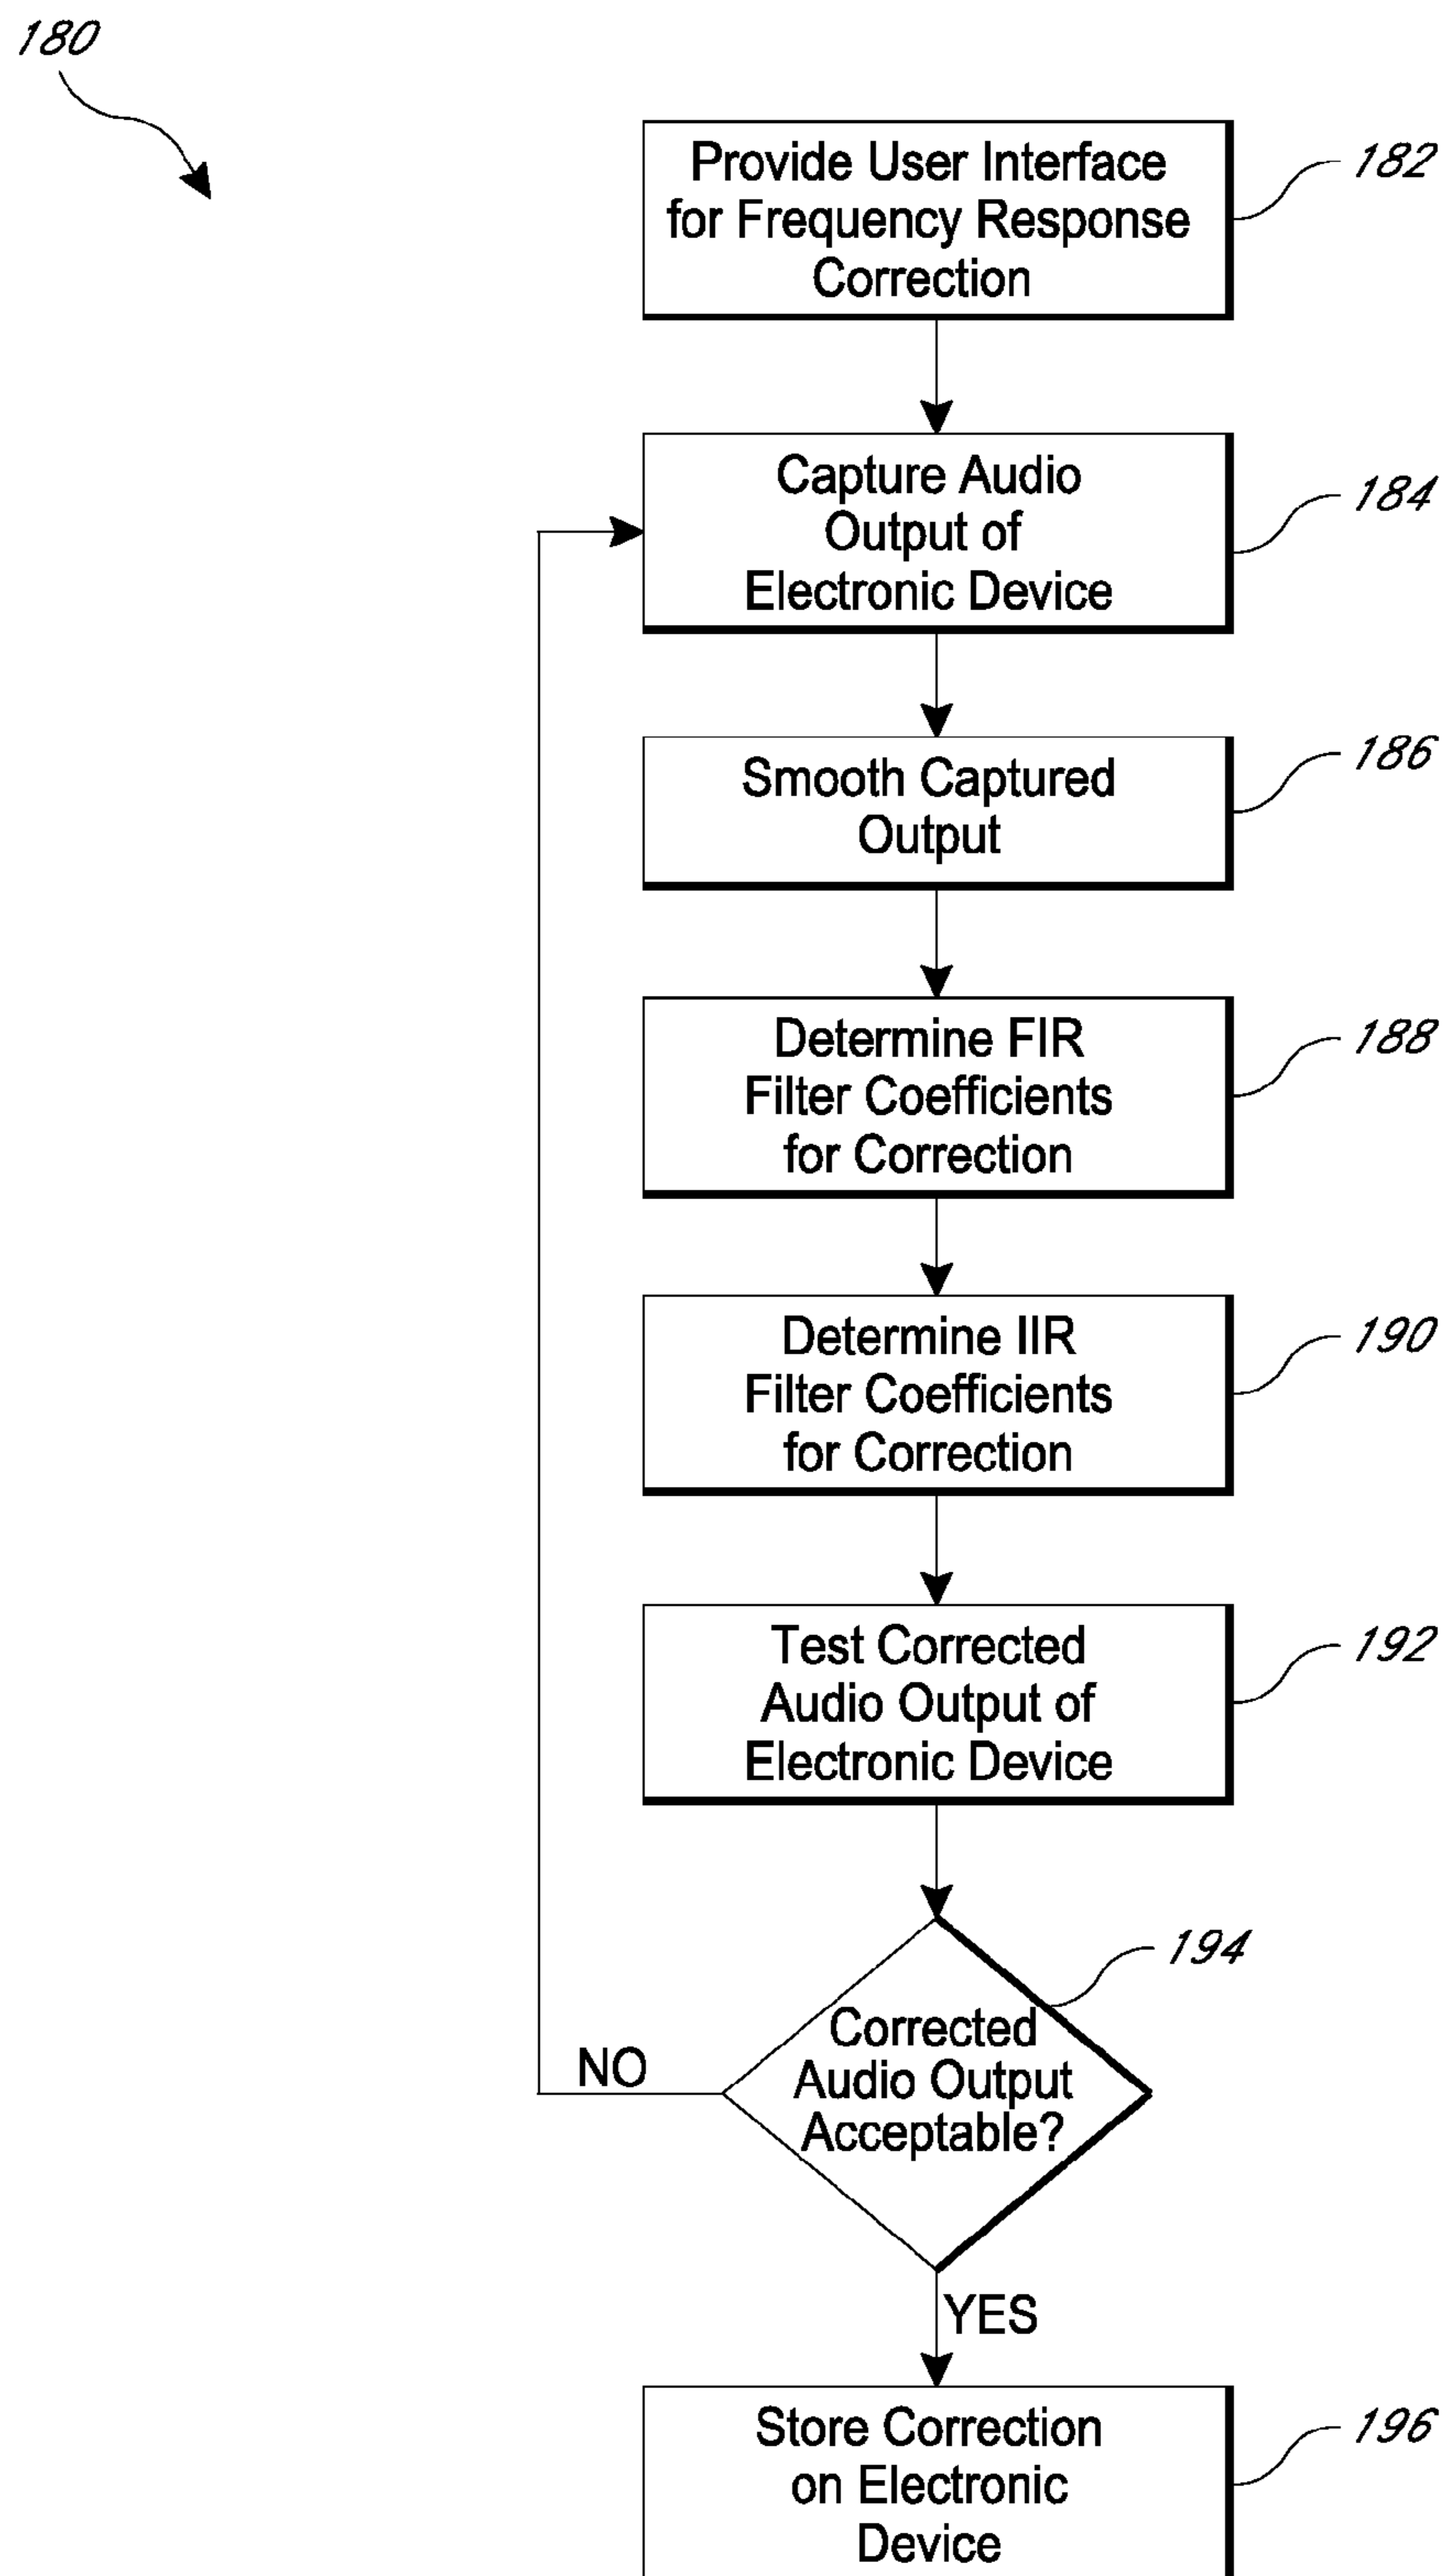 180
Provide User Interface
for Frequency Response
Correction
182
Capture Audio
Output of
Electronic Device
184
Smooth Captured
Output
186
Determine FIR
Filter Coefficients
for Correction
188
Determine IIR
Filter Coefficients
for Correction
190
Test Corrected
Audio Output of
Electronic Device
192
Corrected
Audio Output
Acceptable?
194
NO
YES
Store Correction
on Electronic
Device
196